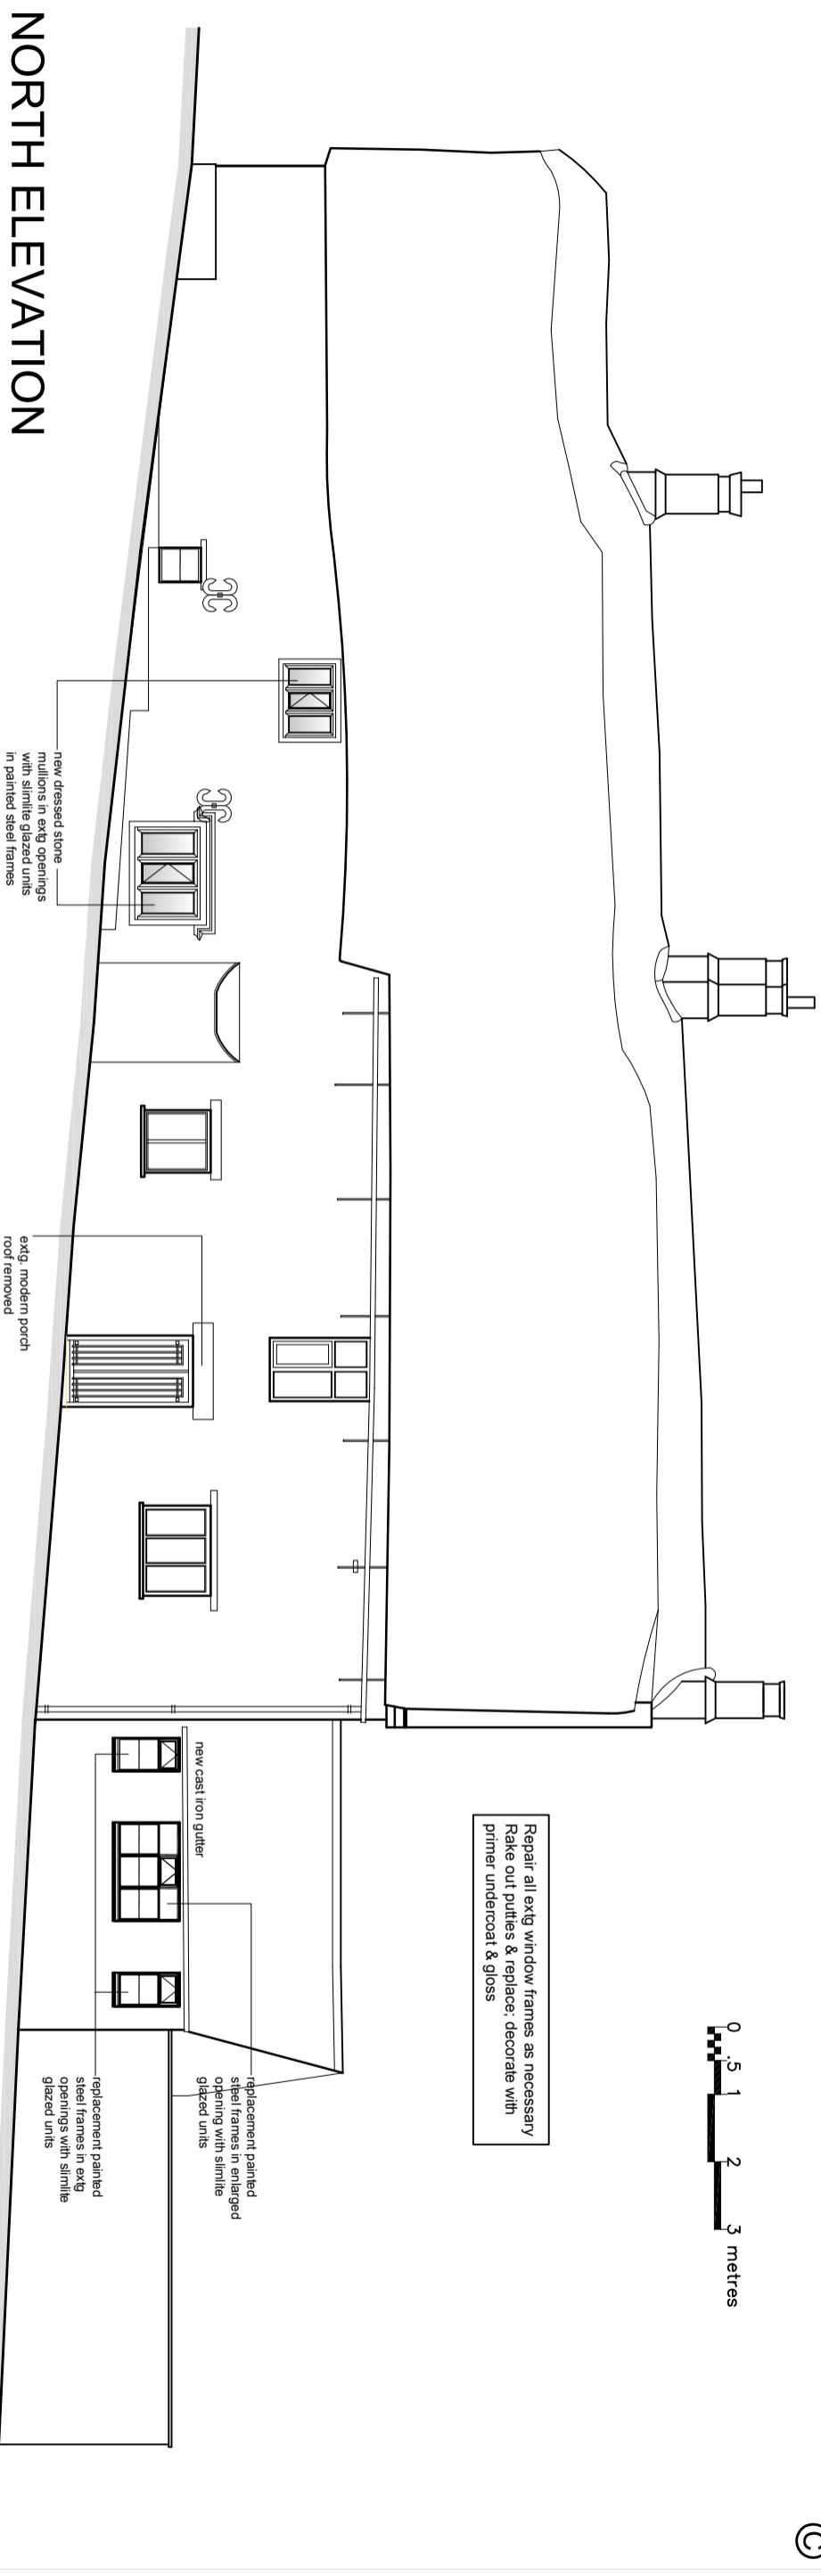 ©
0 .5 1 2 3 metres
Repair all extg window frames as necessary
Rake out putties & replace; decorate with
primer undercoat & gloss
new cast iron gutter
replacement painted
steel frames in enlarged
opening with slimlite
glazed units
replacement painted
steel frames in extg
openings with slimlite
glazed units
new dressed stone
mullions in extg openings
with slimlite glazed units
in painted steel frames
extg. modern porch
roof removed
NORTH ELEVATION